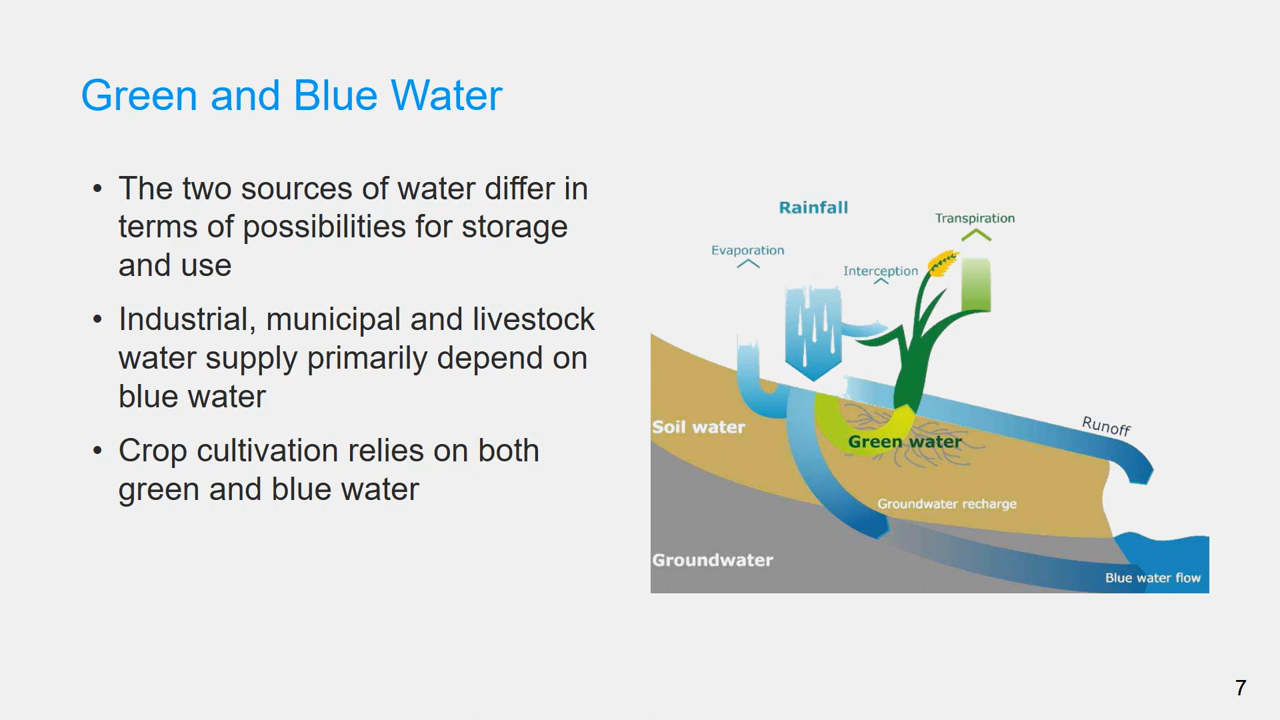 Green and Blue Water
• The two sources of water differ in
terms of possibilities for storage
and use
• Industrial, municipal and livestock
water supply primarily depend on
blue water
• Crop cultivation relies on both
green and blue water
Rainfall
Transpiration
Evaporation
Interception
Runoff
Soil water
Green water
Groundwater recharge
Groundwater
Blue water flow
7